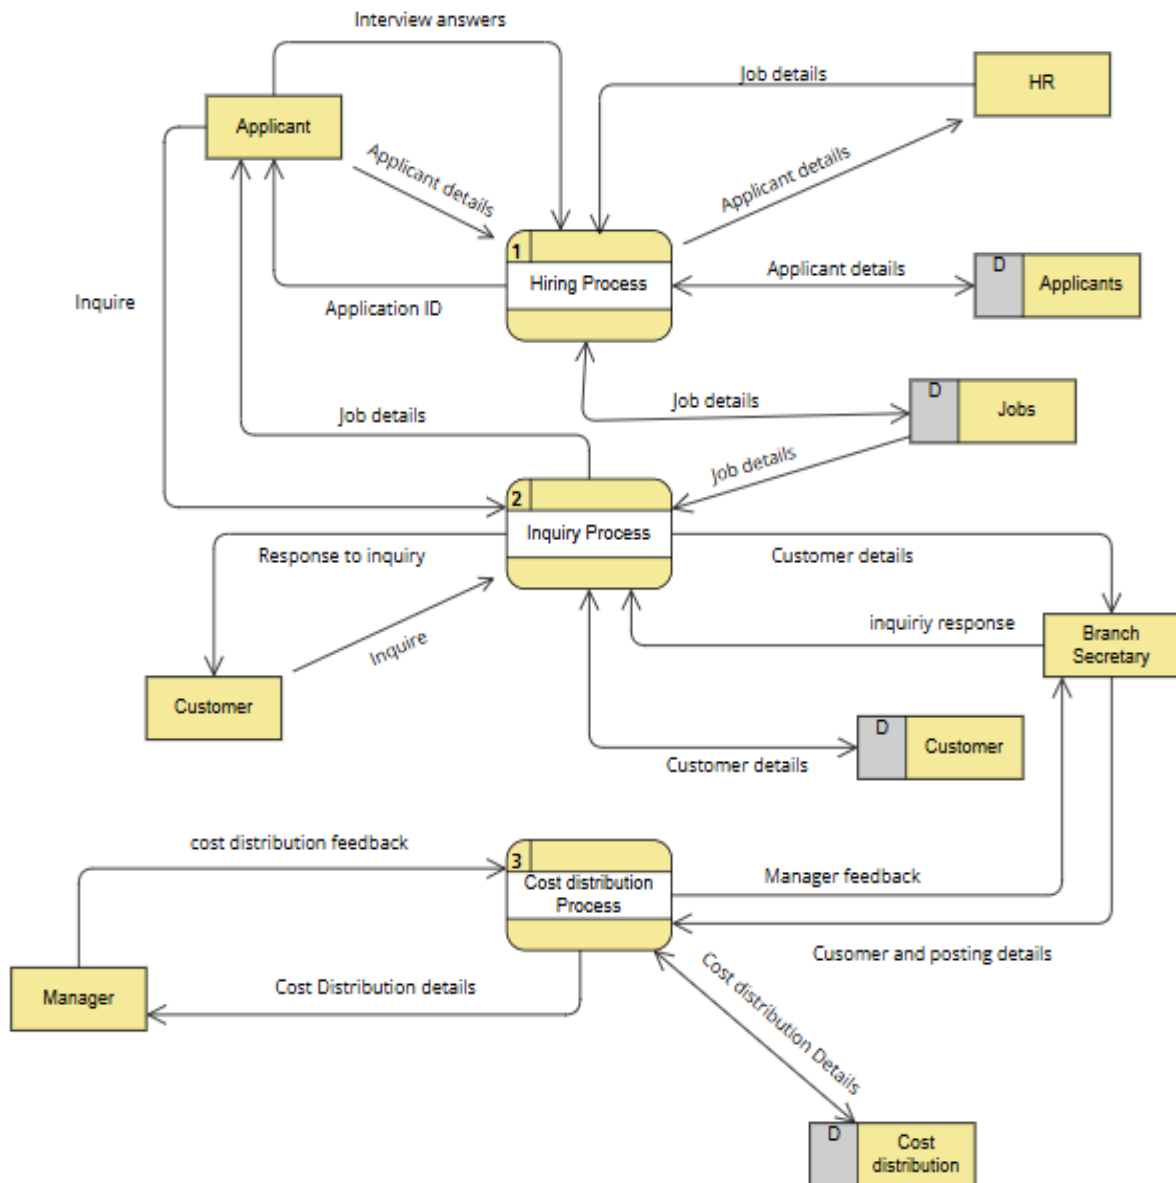 Interview answers
Job details
HR
Applicant
Applicant details
Applicant details
1
Hiring Process
Applicant details
D
Applicants
Inquire
Application ID
Job details
D
Jobs
Job details
Job details
2
Inquiry Process
Response to inquiry
Customer details
Inquire
inquiriy response
Branch
Secretary
Customer
D
Customer
Customer details
cost distribution feedback
3
Cost distribution
Process
Manager feedback
Cusomer and posting details
Manager
Cost Distribution details
Cost distribution Details
D
Cost
distribution